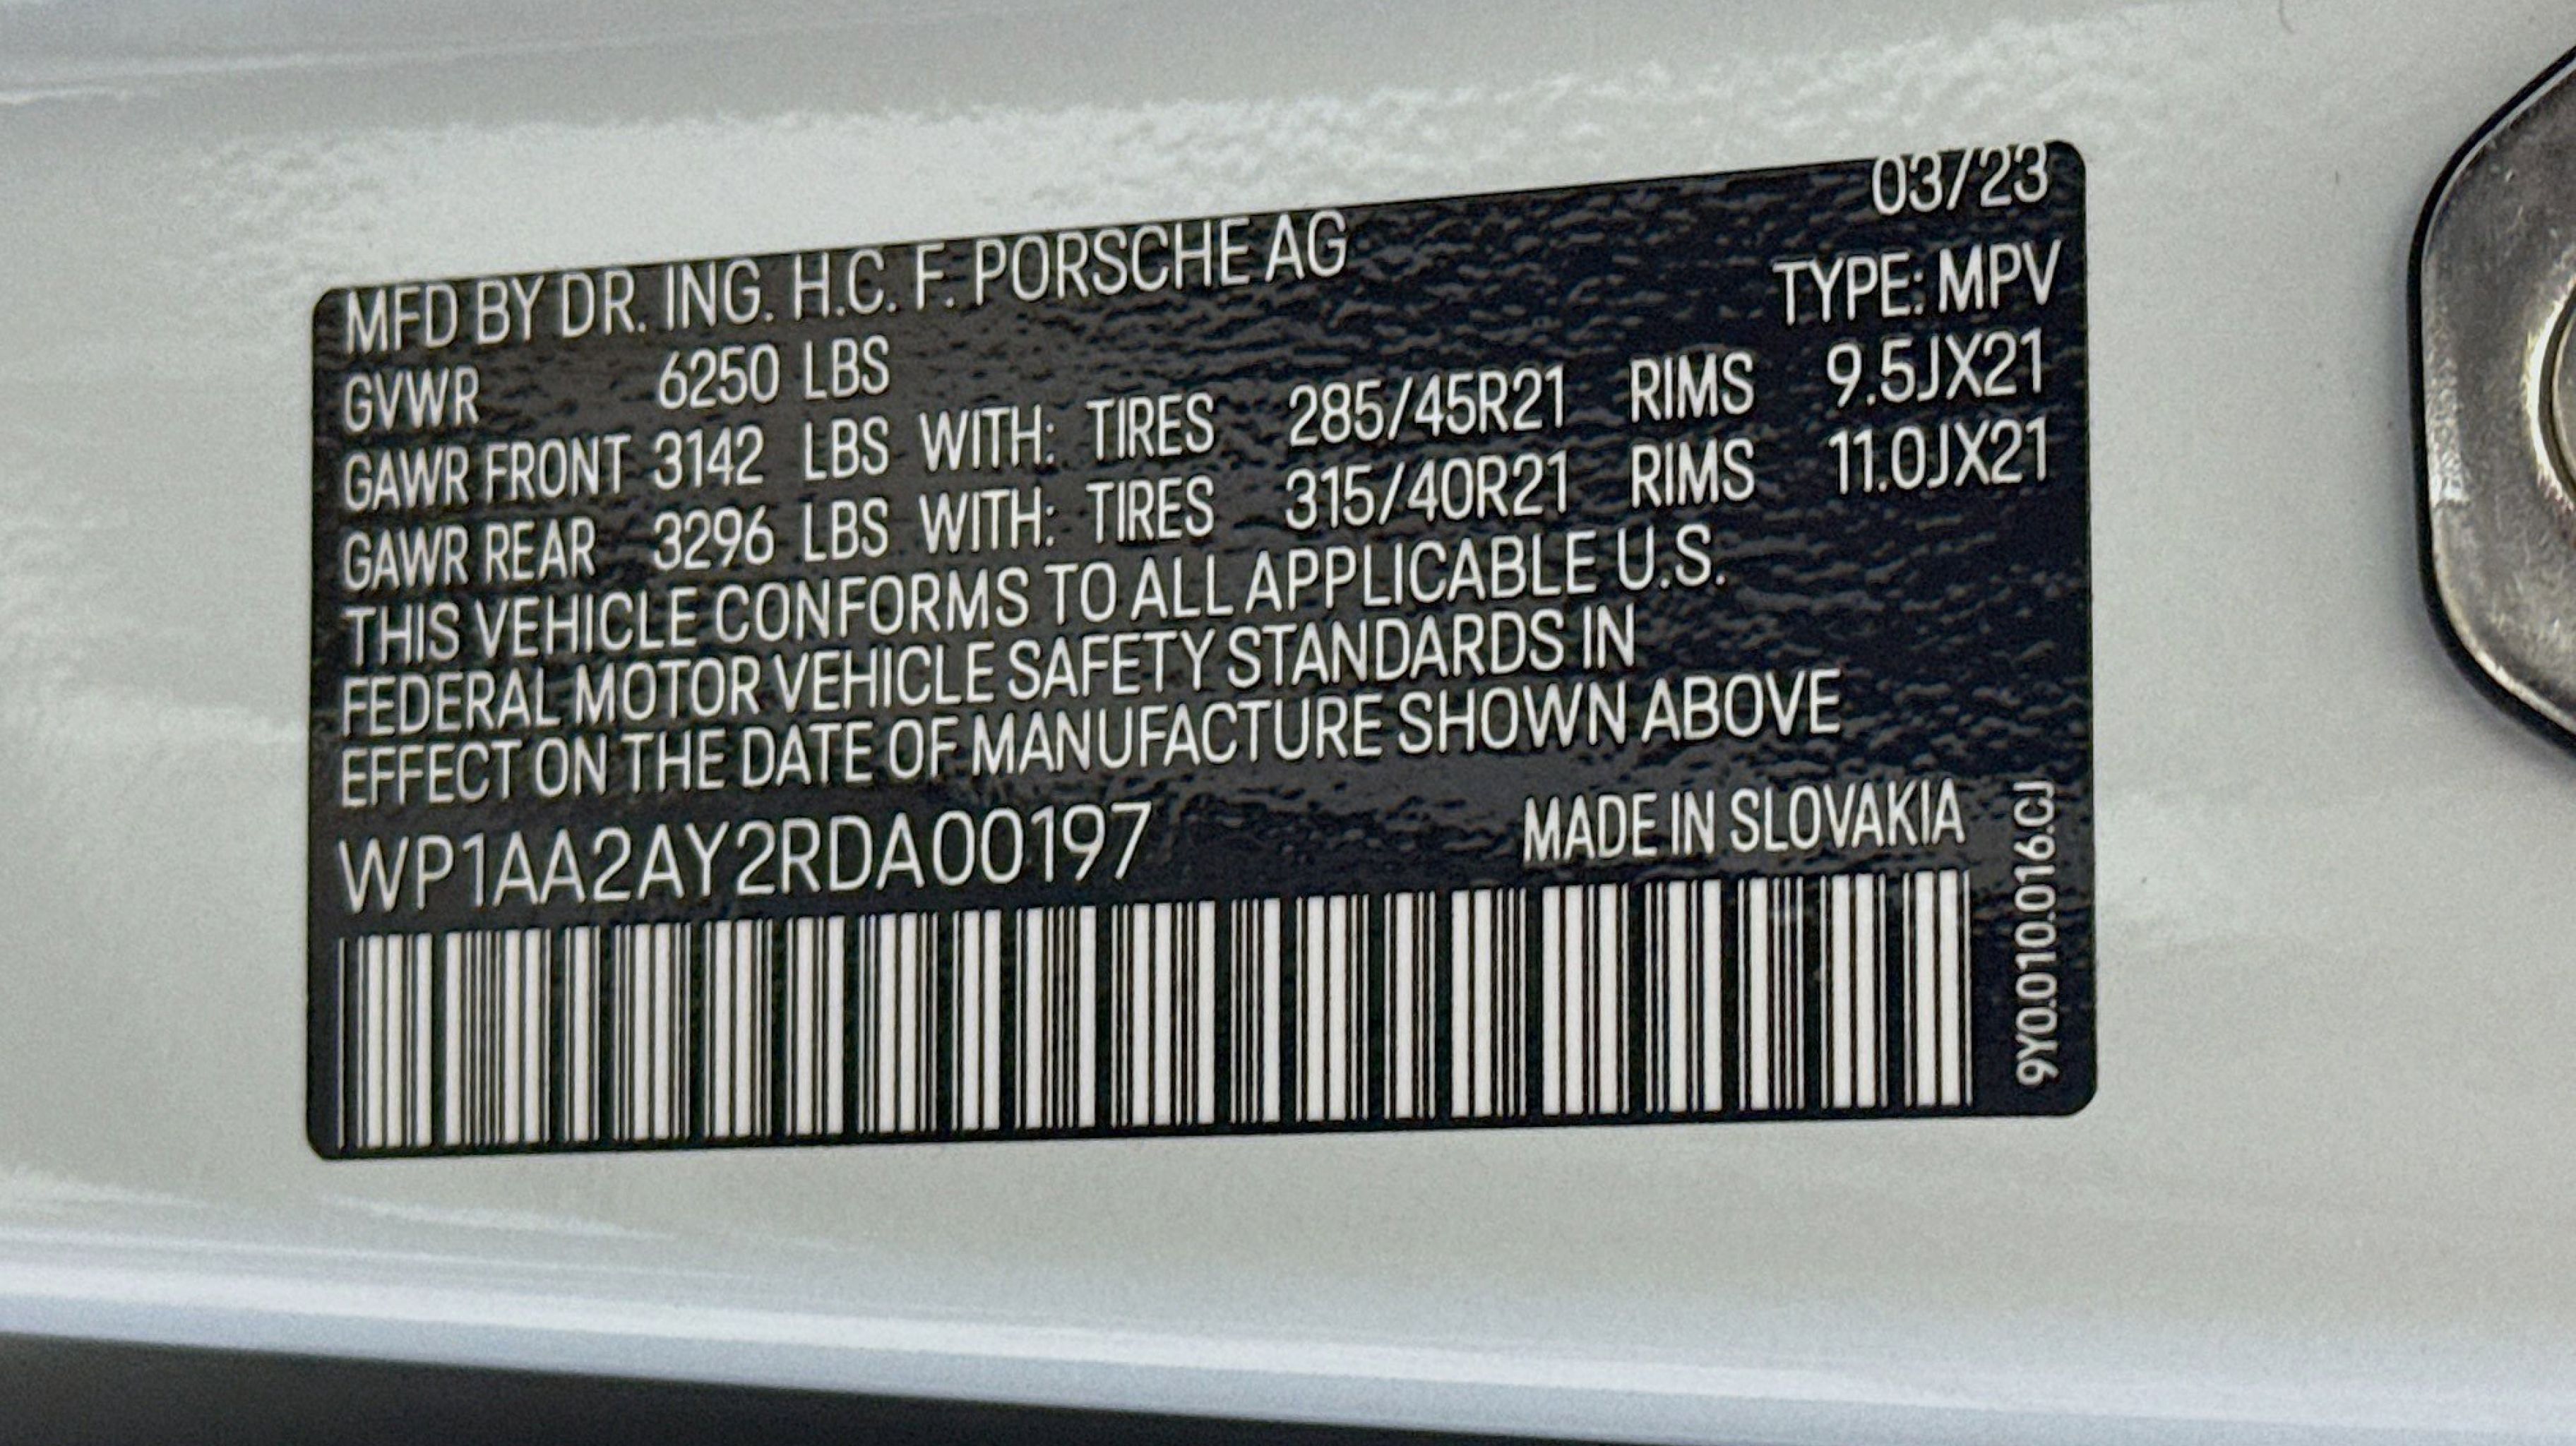 03/23
MFD BY DR. ING. H.C. F. PORSCHE AG
TYPE: MPV
GVWR 6250 LBS
GAWR FRONT 3142 LBS WITH: TIRES 285/45R21 RIMS 9.5JX21
GAWR REAR 3296 LBS WITH: TIRES 315/40R21 RIMS 11.0JX21
THIS VEHICLE CONFORMS TO ALL APPLICABLE U.S.
FEDERAL MOTOR VEHICLE SAFETY STANDARDS IN
EFFECT ON THE DATE OF MANUFACTURE SHOWN ABOVE
WP1AA2AY2RDA00197
MADE IN SLOVAKIA
9Y0.010.016.CJ